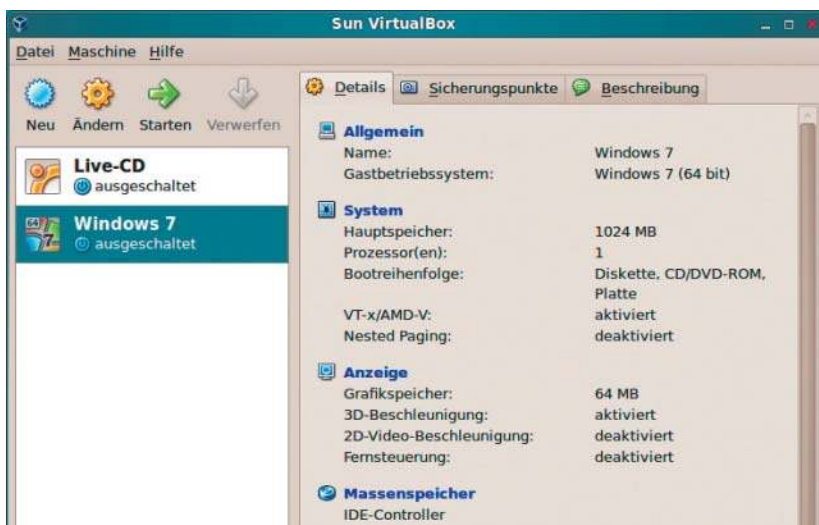 Sun VirtualBox
Datei Maschine Hilfe
Neu Ändern Starten Verwerfen
Live-CD
ausgeschaltet
Windows 7
ausgeschaltet
Details Sicherungspunkte Beschreibung
Allgemein
Name: Windows 7
Gastbetriebssystem: Windows 7 (64 bit)
System
Hauptspeicher: 1024 MB
Prozessor(en): 1
Bootreihenfolge: Diskette, CD/DVD-ROM,
Platte
VT-x/AMD-V: aktiviert
Nested Paging: deaktiviert
Anzeige
Grafikspeicher: 64 MB
3D-Beschleunigung: aktiviert
2D-Video-Beschleunigung: deaktiviert
Fernsteuerung: deaktiviert
Massenspeicher
IDE-Controller